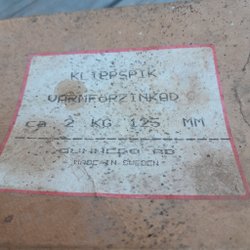 KLIPPSPIK
VARMFÖRZINKAD
ca 2 KG 125 MM
GUNNEBO AB
MADE IN SWEDEN